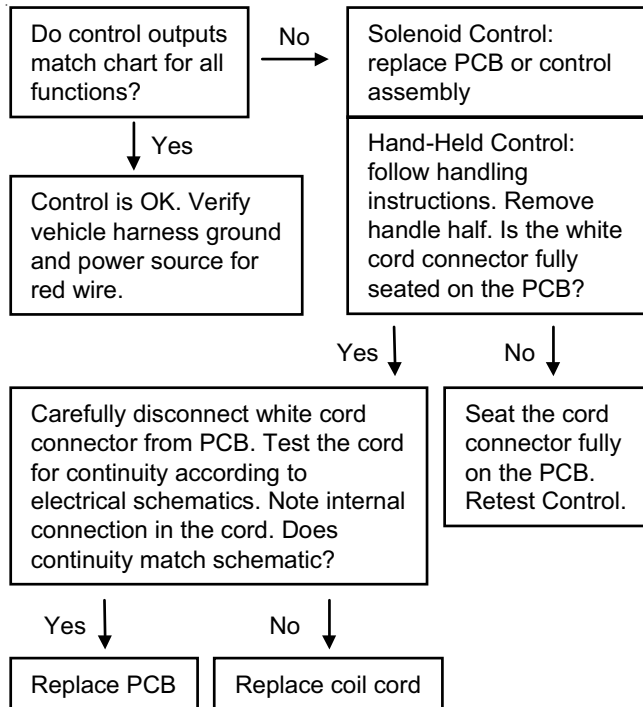 Do control outputs
match chart for all
functions?
No
Solenoid Control:
replace PCB or control
assembly
Yes
Control is OK. Verify
vehicle harness ground
and power source for
red wire.
Hand-Held Control:
follow handling
instructions. Remove
handle half. Is the white
cord connector fully
seated on the PCB?
Yes
No
Carefully disconnect white cord
connector from PCB. Test the cord
for continuity according to
electrical schematics. Note internal
connection in the cord. Does
continuity match schematic?
Seat the cord
connector fully
on the PCB.
Retest Control.
Yes
No
Replace PCB
Replace coil cord